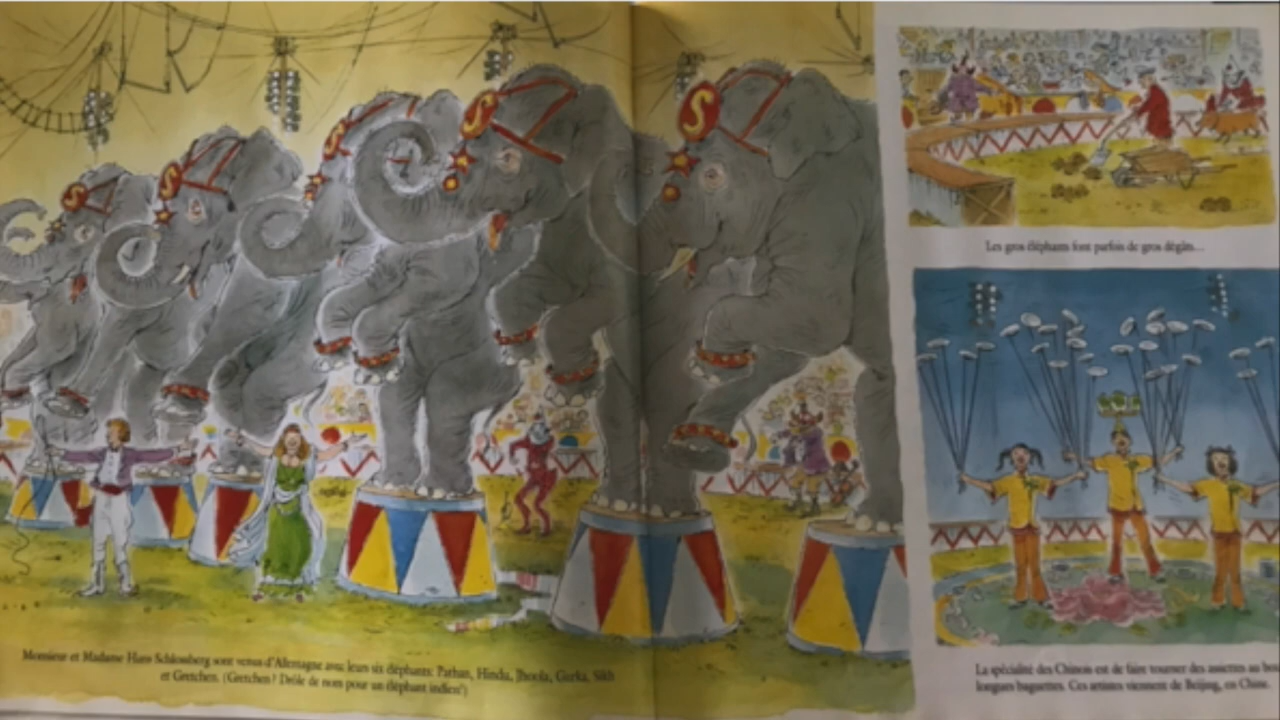 S
S
S
S
S
Monsieur et Madame Hans Schlossberg sont venus d'Allemagne avec leurs six éléphants: Pathan, Hindu, Jhoola, Gurka, Sikh
et Gretchen. (Gretchen? Drôle de nom pour un éléphant indien!)
Les gros éléphants font parfois de gros dégâts...
La spécialité des Chinois est de faire tourner des assiettes au
longues baguettes. Ces artistes viennent de Beijing, en Chine.